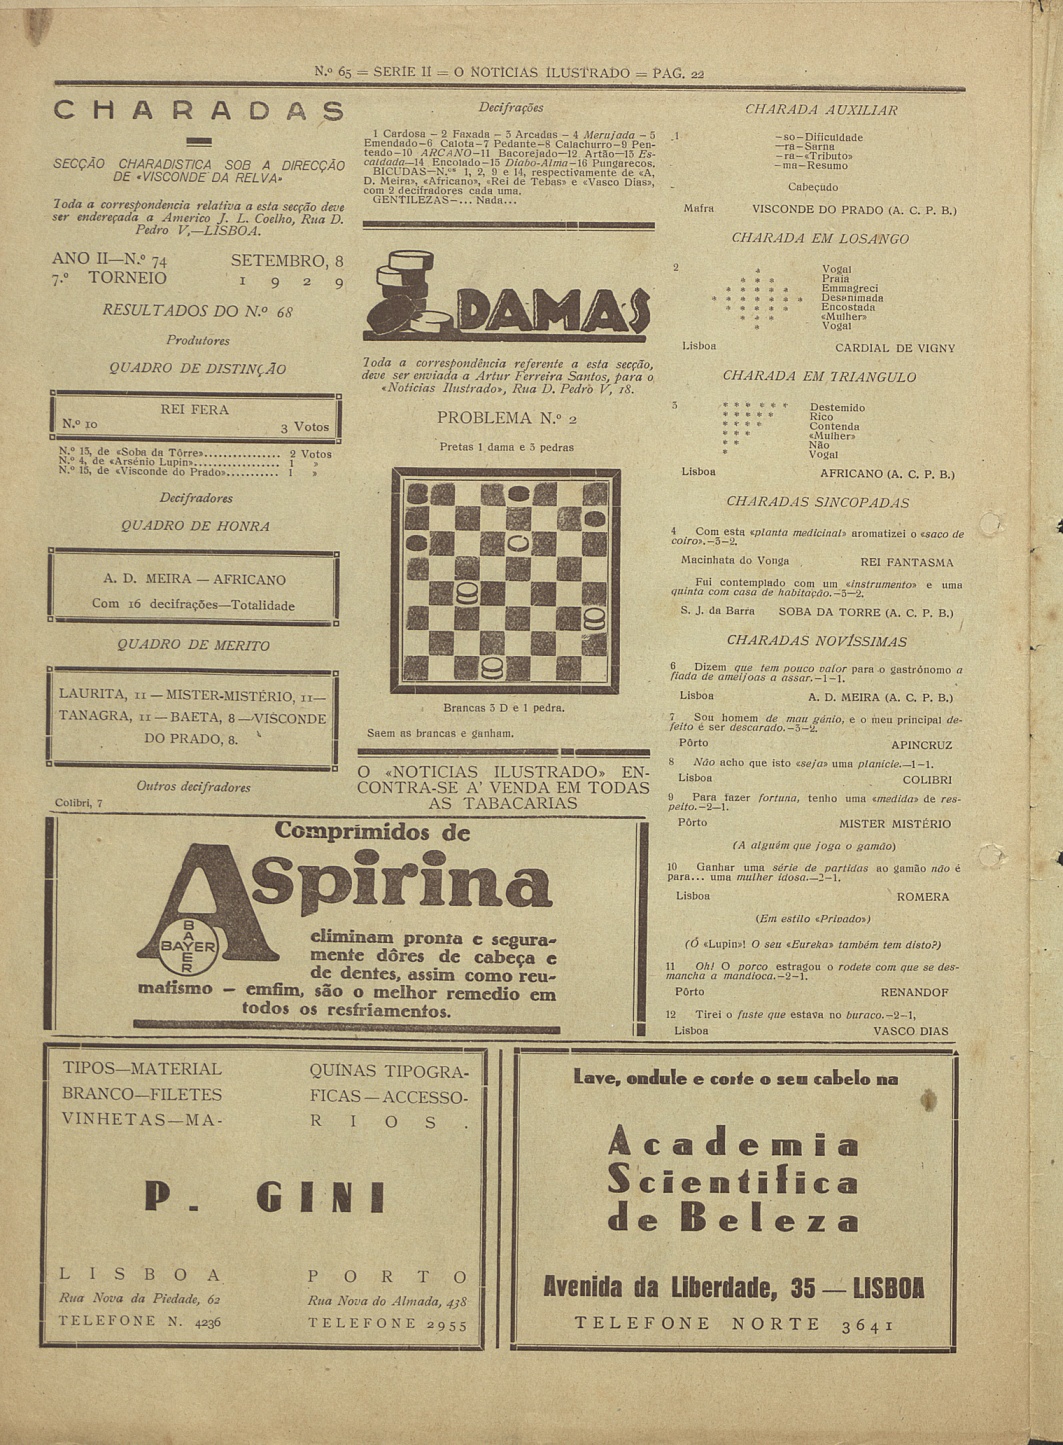 N.º 65 = SERIE II = O NOTICIAS ILUSTRADO = PAG. 22
CHARADAS
SECÇÃO CHARADISTICA SOB A DIRECÇÃO
DE «VISCONDE DA RELVA»
Toda a correspondencia relativa a esta secção deve
ser endereçada a Americo J. L. Coelho, Rua D.
Pedro V,—LISBOA.
ANO II—N.º 74 SETEMBRO, 8
7.º TORNEIO 1929
RESULTADOS DO N.º 68
Produtores
QUADRO DE DISTINÇÃO
REI FERA
N.º 10 3 Votos
N.º 13, de «Soba da Tôrre»................ 2 Votos
N.º 4, de «Arsénio Lupin».................. 1 »
N.º 15, de «Visconde do Prado»........... 1 »
Decifradores
QUADRO DE HONRA
A. D. MEIRA — AFRICANO
Com 16 decifrações—Totalidade
QUADRO DE MERITO
LAURITA, 11 — MISTER-MISTÉRIO, 11—
TANAGRA, 11 — BAETA, 8 —VISCONDE
DO PRADO, 8.
Outros decifradores
Colibri, 7
Decifrações
1 Cardosa — 2 Faxada — 3 Arcadas — 4 Merujada — 5
Emendado—6 Calota—7 Pedante—8 Calachurro—9 Pen-
teado—10 ARCANO—11 Bacorejado—12 Artão—13 Es-
caldada—14 Encolado—15 Diabo-Alma—16 Pungarecos.
BICUDAS—N.os 1, 2, 9 e 14, respectivamente de «A,
D. Meira», «Africano», «Rei de Tebas» e «Vasco Dias»,
com 2 decifradores cada uma.
GENTILEZAS—... Nada...
DAMAS
Toda a correspondência referente a esta secção,
deve ser enviada a Artur Ferreira Santos, para o
«Noticias Ilustrado», Rua D. Pedro V, 18.
PROBLEMA N.º 2
Pretas 1 dama e 3 pedras
Brancas 3 D e 1 pedra.
Saem as brancas e ganham.
O «NOTICIAS ILUSTRADO» EN-
CONTRA-SE A' VENDA EM TODAS
AS TABACARIAS
CHARADA AUXILIAR
1 —so—Dificuldade
—ra—Sarna
—ra—«Tributo»
—ma—Resumo
Cabeçudo
Mafra VISCONDE DO PRADO (A. C. P. B.)
CHARADA EM LOSANGO
2 * Vogal
* * * Praia
* * * * * Emmagreci
* * * * * * * Desanimada
* * * * * Encostada
* * * «Mulher»
* Vogal
Lisboa CARDIAL DE VIGNY
CHARADA EM TRIANGULO
3 * * * * * * Destemido
* * * * * Rico
* * * * Contenda
* * * «Mulher»
* * Não
* Vogal
Lisboa AFRICANO (A. C. P. B.)
CHARADAS SINCOPADAS
4 Com esta «planta medicinal» aromatizei o «saco de
coiro».—3—2.
Macinhata do Vonga REI FANTASMA
Fui contemplado com um «instrumento» e uma
quinta com casa de habitação.—3—2.
S. J. da Barra SOBA DA TORRE (A. C. P. B.)
CHARADAS NOVÍSSIMAS
6 Dizem que tem pouco valor para o gastrónomo a
fiada de ameijoas a assar.—1—1.
Lisboa A. D. MEIRA (A. C. P. B.)
7 Sou homem de mau génio, e o meu principal de-
feito é ser descarado.—3—2.
Pôrto APINCRUZ
8 Não acho que isto «seja» uma planície.—1—1.
Lisboa COLIBRI
9 Para fazer fortuna, tenho uma «medida» de res-
peito.—2—1.
Pôrto MISTER MISTÉRIO
(A alguém que joga o gamão)
10 Ganhar uma série de partidas ao gamão não é
para... uma mulher idosa.—2—1.
Lisboa ROMERA
(Em estilo «Privado»)
(Ó «Lupin»! O seu «Eureka» também tem disto?)
11 Oh! O porco estragou o rodete com que se des-
mancha a mandioca.—2—1.
Pôrto RENANDOF
12 Tirei o fuste que estava no buraco.—2—1,
Lisboa VASCO DIAS
Comprimidos de
Aspirina
BAYER
BAYER
eliminam pronta e segura-
mente dôres de cabeça e
de dentes, assim como reu-
matismo — emfim, são o melhor remedio em
todos os resfriamentos.
TIPOS—MATERIAL
BRANCO—FILETES
VINHETAS—MA-
QUINAS TIPOGRA-
FICAS—ACCESSO-
RIOS.
P. GINI
LISBOA
Rua Nova da Piedade, 62
TELEFONE N. 4236
PORTO
Rua Nova do Almada, 438
TELEFONE 2955
Lave, ondule e corte o seu cabelo na
Academia
Scientifica
de Beleza
Avenida da Liberdade, 35 — LISBOA
TELEFONE NORTE 3641